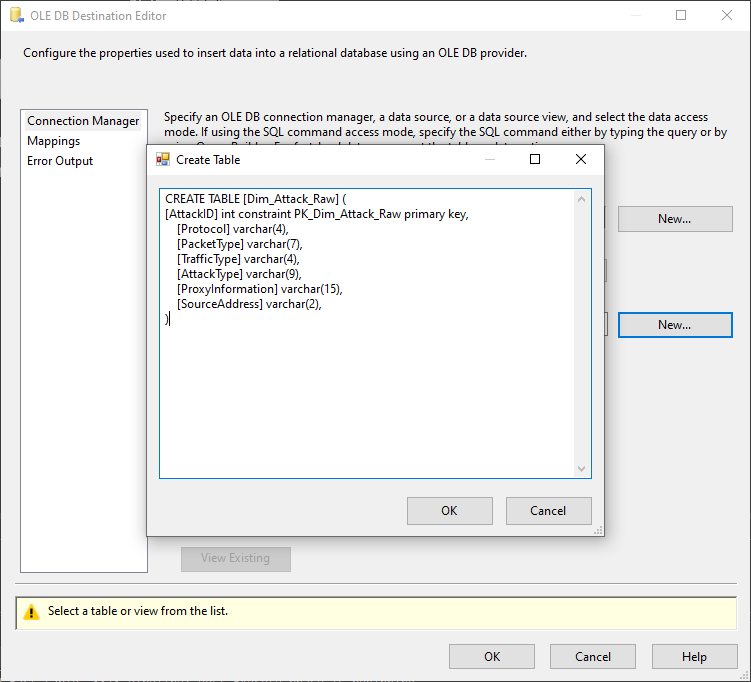 OLE DB Destination Editor
Configure the properties used to insert data into a relational database using an OLE DB provider.
Connection Manager
Mappings
Error Output
Specify an OLE DB connection manager, a data source, or a data source view, and select the data access
mode. If using the SQL command access mode, specify the SQL command either by typing the query or by
Create Table
CREATE TABLE [Dim_Attack_Raw] (
[AttackID] int constraint PK_Dim_Attack_Raw primary key,
[Protocol] varchar(4),
[PacketType] varchar(7),
[TrafficType] varchar(4),
[AttackType] varchar(9),
[ProxyInformation] varchar(15),
[SourceAddress] varchar(2),
)
New...
New...
OK
Cancel
View Existing
Select a table or view from the list.
OK
Cancel
Help